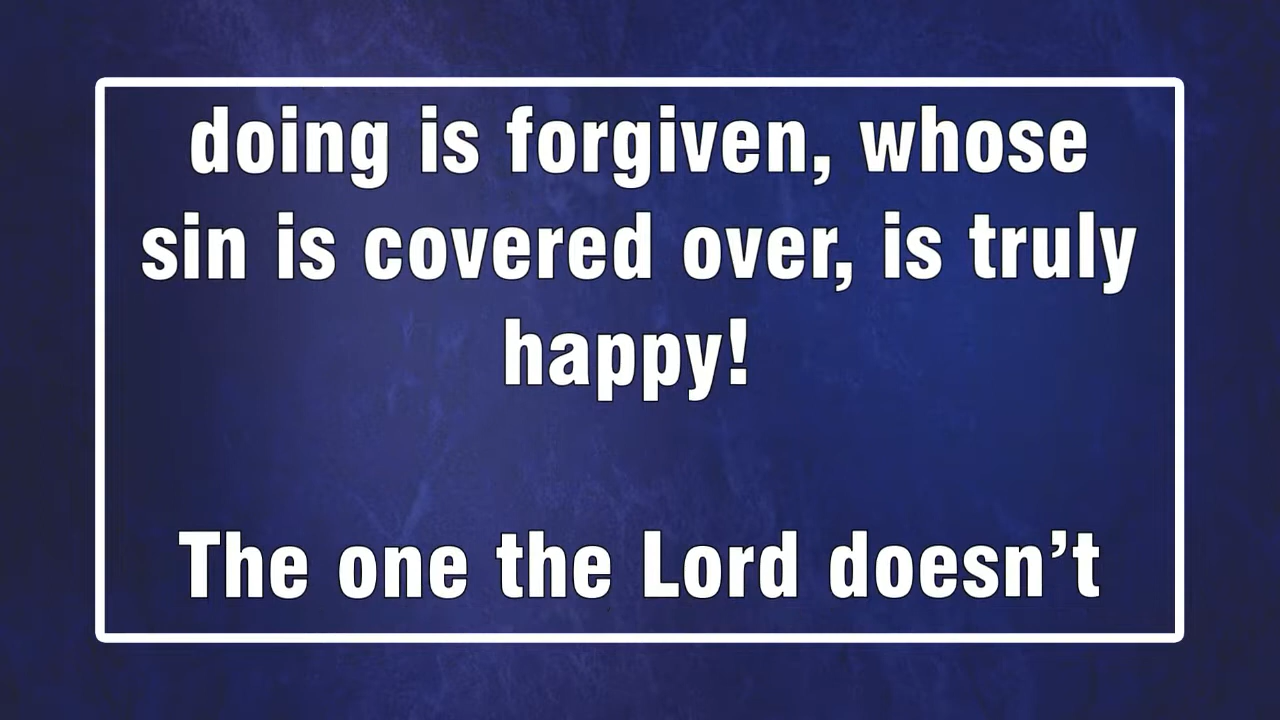 doing is forgiven, whose
sin is covered over, is truly
happy!
The one the Lord doesn’t